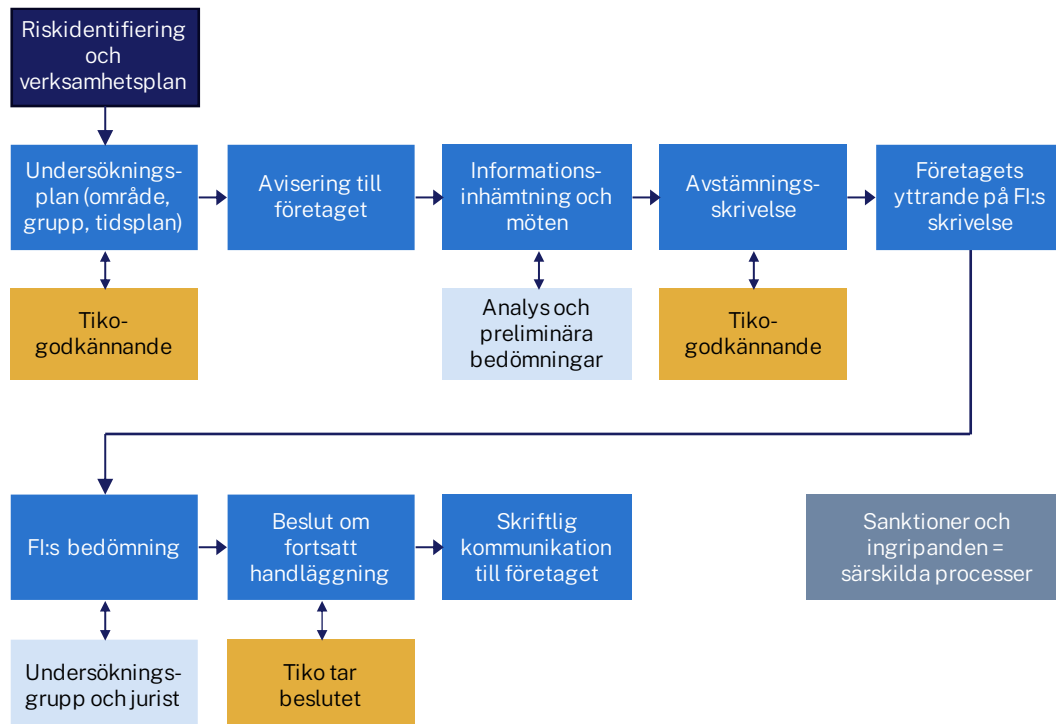 Riskidentifiering
och
verksamhetsplan
Undersöknings-
plan (område,
grupp, tidsplan)
Avisering till
företaget
Informations-
inhämtning och
möten
Avstämnings-
skrivelse
Företagets
yttrande på FI:s
skrivelse
Tiko-
godkännande
Analys och
preliminära
bedömningar
Tiko-
godkännande
FI:s bedömning
Beslut om
fortsatt
handläggning
Skriftlig
kommunikation
till företaget
Sanktioner och
ingripanden =
särskilda processer
Undersöknings-
grupp och jurist
Tiko tar
beslutet